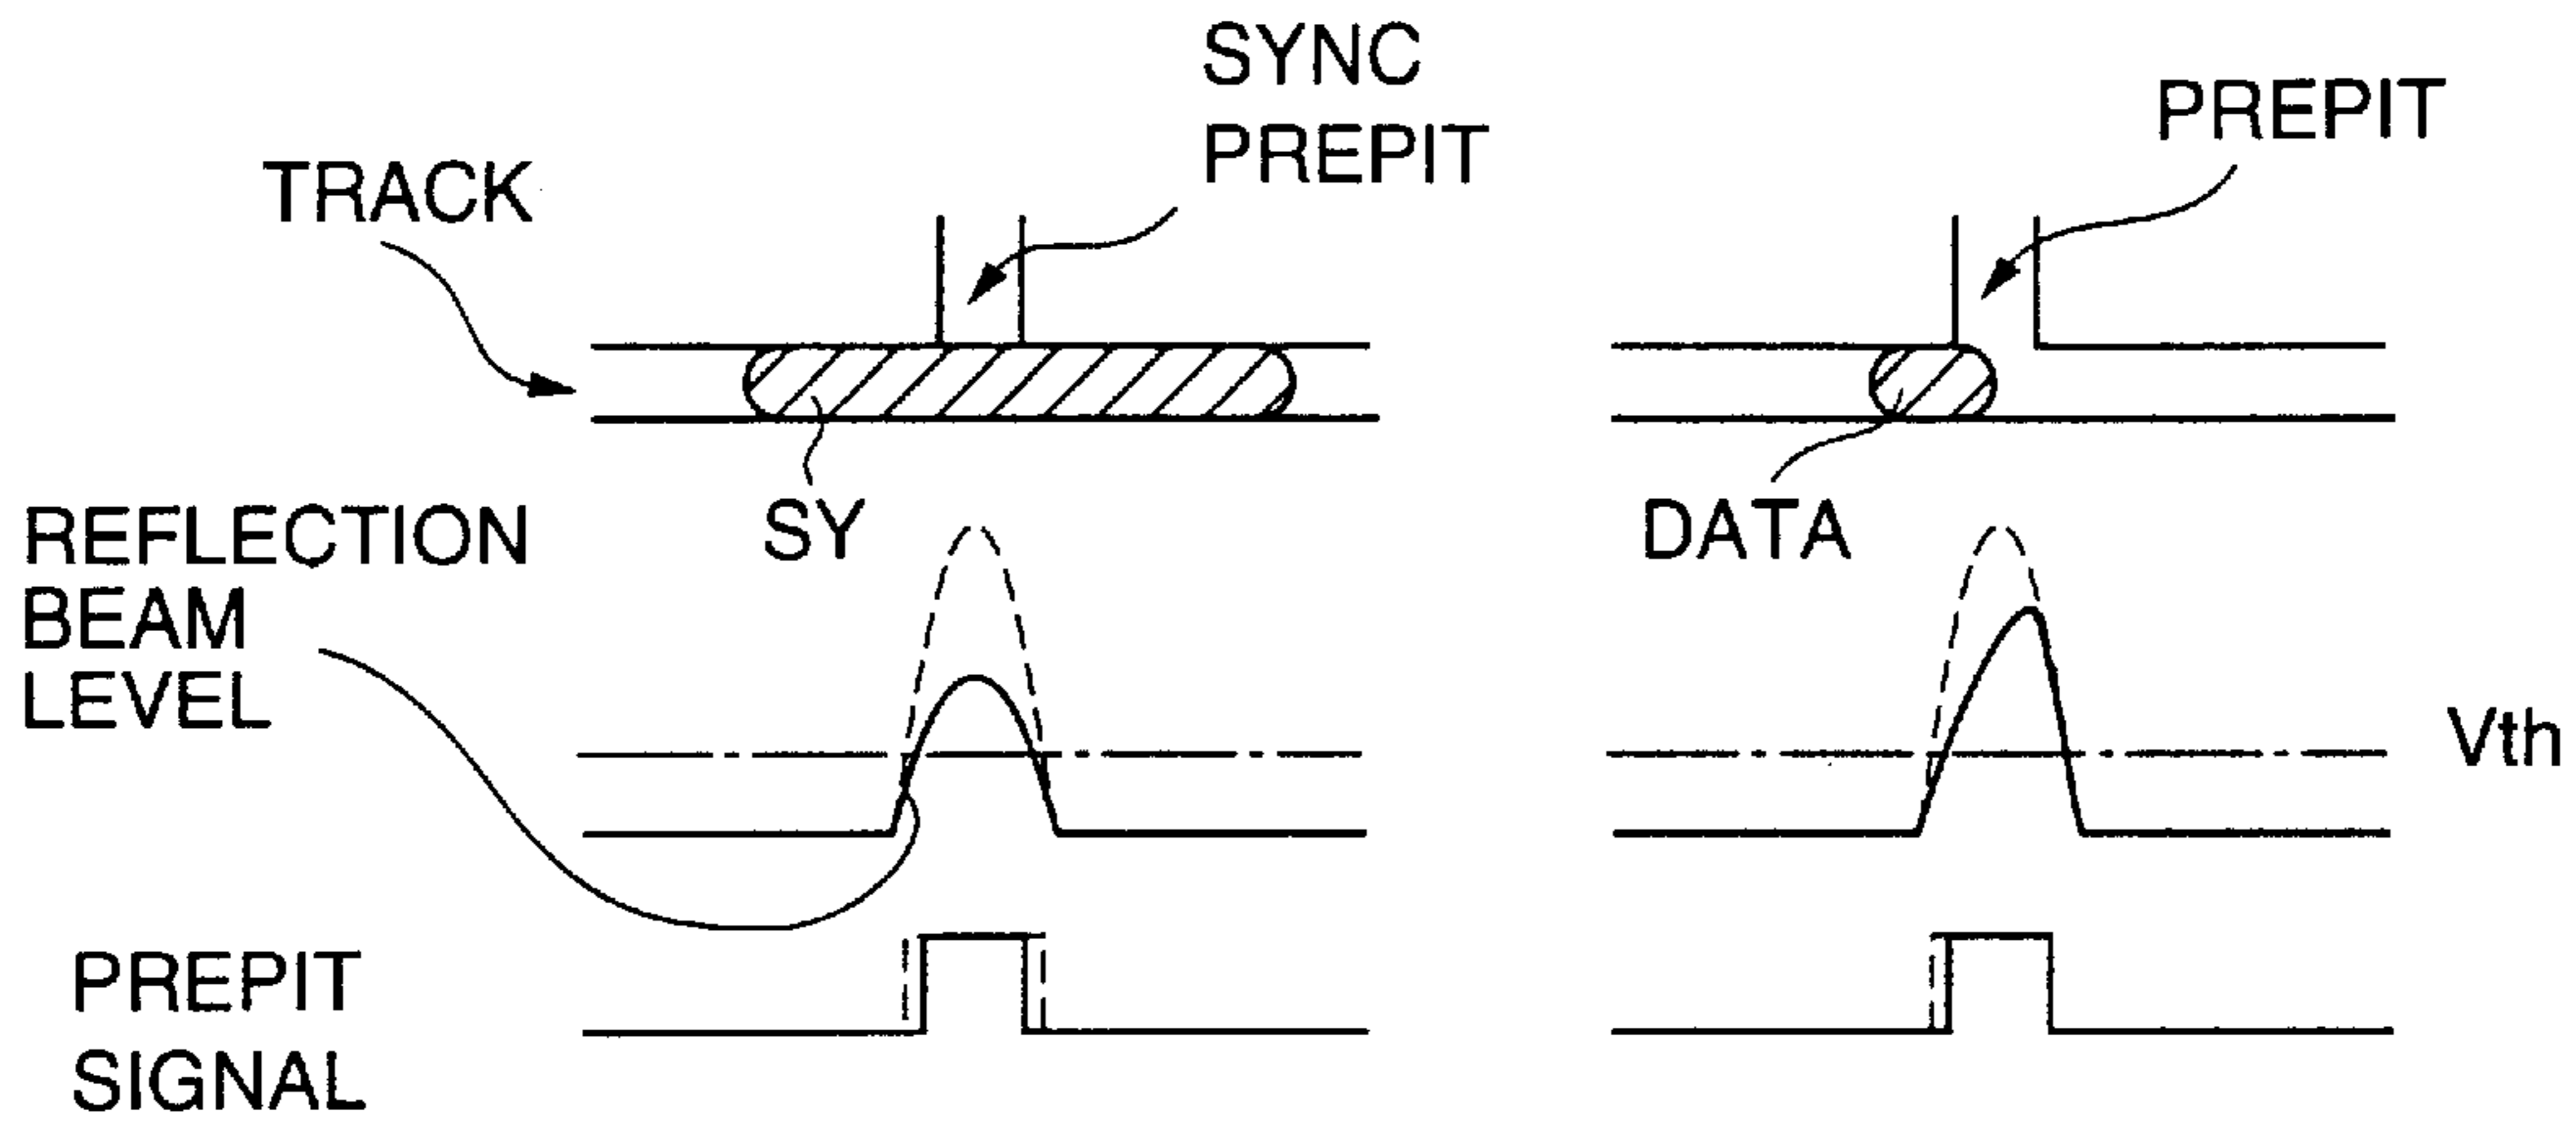 SYNC
PREPIT
PREPIT
TRACK
SY
DATA
REFLECTION
BEAM
LEVEL
Vth
PREPIT
SIGNAL